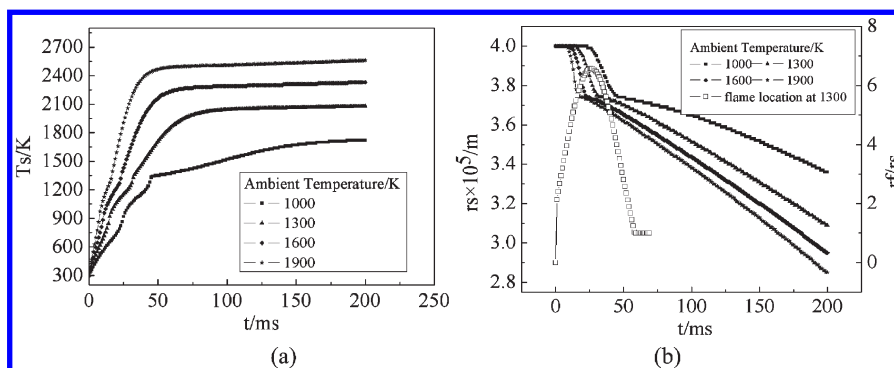 2700
2400
2100
1800
1500
1200
900
600
300
Ts/K
Ambient Temperature/K
1000
1300
1600
1900
0 50 100 150 200 250
t/ms
(a)
4.0
3.8
3.6
3.4
3.2
3.0
2.8
rs×10⁵/m
Ambient Temperature/K
1000 1300
1600 1900
flame location at 1300
8
6
4
2
0
rf/rs
0 50 100 150 200
t/ms
(b)